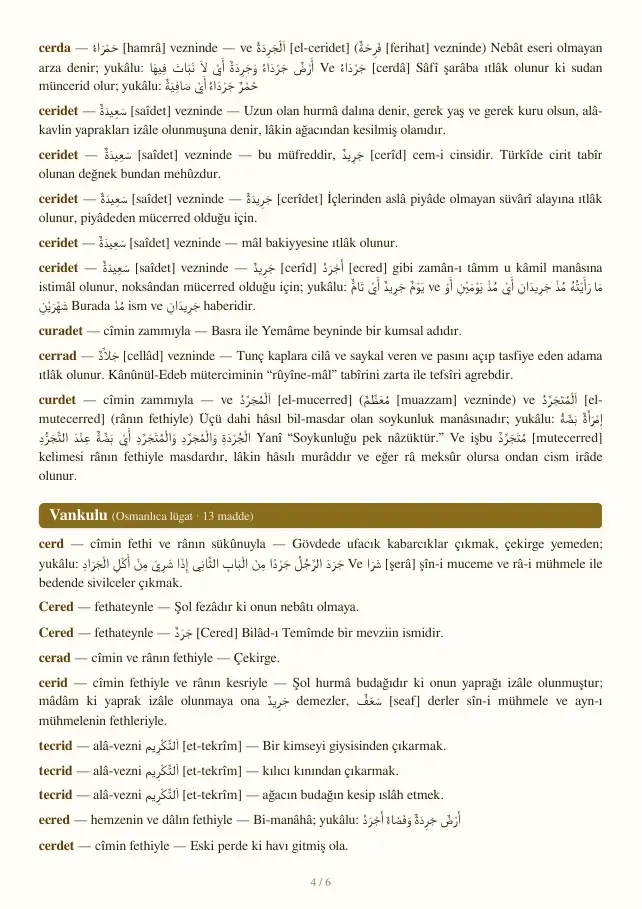 cerda — حَمْرَاءُ [hamrâ] vezninde — ve اَلْجَرِدَةُ [el-ceridet] (فَرِحَةٌ [ferihat] vezninde) Nebât eseri olmayan
arza denir; yukâlu: أَرْضٌ جَرْدَاءُ وَجَرِدَةٌ أَيْ لاَ نَبَاتَ فِيهَا Ve جَرْدَاءُ [cerdâ] Sâfî şarâba ıtlâk olunur ki sudan
müncerid olur; yukâlu: خَمْرٌ جَرْدَاءُ أَيْ صَافِيَةٌ
ceridet — سَعِيدَةٌ [saîdet] vezninde — Uzun olan hurma dalına denir, gerek yaş ve gerek kuru olsun, alâ-
kavlin yaprakları izâle olunmuşuna denir, lâkin ağacından kesilmiş olanıdır.
ceridet — سَعِيدَةٌ [saîdet] vezninde — bu müfreddir, جَرِيدٌ [cerîd] cem-i cinsidir. Türkîde cirit tabîr
olunan değnek bundan mehûzdur.
ceridet — سَعِيدَةٌ [saîdet] vezninde — جَرِيدَةٌ [cerîdet] İçlerinden aslâ piyâde olmayan süvârî alayına ıtlâk
olunur, piyâdeden mücerred olduğu için.
ceridet — سَعِيدَةٌ [saîdet] vezninde — mâl bakiyyesine ıtlâk olunur.
ceridet — سَعِيدَةٌ [saîdet] vezninde — جَرِيدٌ [cerîd] أَجْرَدُ [ecred] gibi zamân-ı tâmm u kâmil manâsına
istimâl olunur, noksândan mücerred olduğu için; yukâlu: يَوْمٌ جَرِيدٌ أَيْ تَامٌّ ve مَا رَأَيْتُهُ مُذْ جَرِيدَانِ أَيْ مُذْ يَوْمَيْنِ أَوْ
شَهْرَيْنِ Burada مُذْ ism ve جَرِيدَانِ haberidir.
curadet — cîmin zammıyla — Basra ile Yemâme beyninde bir kumsal adıdır.
cerrad — جَلاَّدٌ [cellâd] vezninde — Tunç kaplara cilâ ve saykal veren ve pasını açıp tasfiye eden adama
ıtlâk olunur. Kânûnül-Edeb müterciminin “rûyîne-mâl” tabîrini zarta ile tefsîri agrebdir.
curdet — cîmin zammıyla — ve اَلْمُجَرَّدُ [el-mucerred] (مُعَظَّمٌ [muazzam] vezninde) ve اَلْمُتَجَرَّدُ [el-
mutecerred] (rânın fethiyle) Üçü dahi hâsıl bil-masdar olan soykunluk manâsınadır; yukâlu: إِمْرَأَةٌ بَضَّةُ
الْجُرْدَةِ وَالْمُجَرَّدِ وَالْمُتَجَرَّدِ أَيْ بَضَّةٌ عِنْدَ التَّجَرُّدِ Yanî “Soykunluğu pek nâzüktür.” Ve işbu مُتَجَرَّدٌ [mutecerred]
kelimesi rânın fethiyle masdardır, lâkin hâsılı murâddır ve eğer râ meksûr olursa ondan cism irâde
olunur.
Vankulu (Osmanlıca lügat · 13 madde)
cerd — cîmin fethi ve rânın sükûnuyla — Gövdede ufacık kabarcıklar çıkmak, çekirge yemeden;
yukâlu: جَرَدَ الرَّجُلُ جَرْدًا مِن الْبَابِ الثَّانِي إِذَا شَرِيَ مِنْ أَكْلِ الْجَرَادِ Ve شَرَا [şerâ] şîn-i muceme ve râ-i mühmele ile
bedende sivilceler çıkmak.
Cered — fethateynle — Şol fezâdır ki onun nebâtı olmaya.
Cered — fethateynle — جَرَدٌ [Cered] Bilâd-ı Temîmde bir mevziin ismidir.
cerad — cîmin ve rânın fethiyle — Çekirge.
cerid — cîmin fethiyle ve rânın kesriyle — Şol hurmâ budağıdır ki onun yaprağı izâle olunmuştur;
mâdâm ki yaprak izâle olunmaya ona جَرِيدٌ demezler, سَعَفٌ [seaf] derler sîn-i mühmele ve ayn-ı
mühmelenin fethleriyle.
tecrid — alâ-vezni اَلتَّكْرِيم [et-tekrîm] — Bir kimseyi giysisinden çıkarmak.
tecrid — alâ-vezni اَلتَّكْرِيم [et-tekrîm] — kılıcı kınından çıkarmak.
tecrid — alâ-vezni اَلتَّكْرِيم [et-tekrîm] — ağacın budağın kesip ıslâh etmek.
ecred — hemzenin ve dâlın fethiyle — Bi-manâhâ; yukâlu: أَرْضٌ جَرِدَةٌ وَفَضَاءٌ أَجْرَدُ
cerdet — cîmin fethiyle — Eski perde ki havı gitmiş ola.
4 / 6